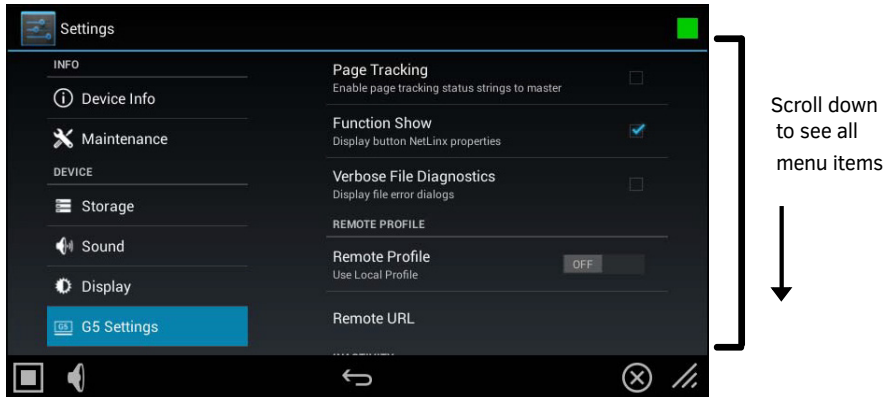 Settings
INFO
Device Info
Maintenance
DEVICE
Storage
Sound
Display
G5
G5 Settings
Page Tracking
Enable page tracking status strings to master
Function Show
Display button NetLinx properties
Verbose File Diagnostics
Display file error dialogs
REMOTE PROFILE
Remote Profile
Use Local Profile
OFF
Remote URL
Scroll down
to see all
menu items